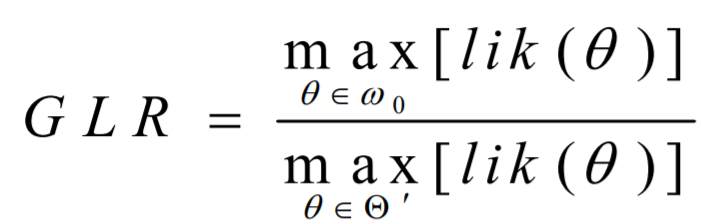 GLR = max[lik(θ)]
θ ∈ ω₀
max[lik(θ)]
θ ∈ Θ′